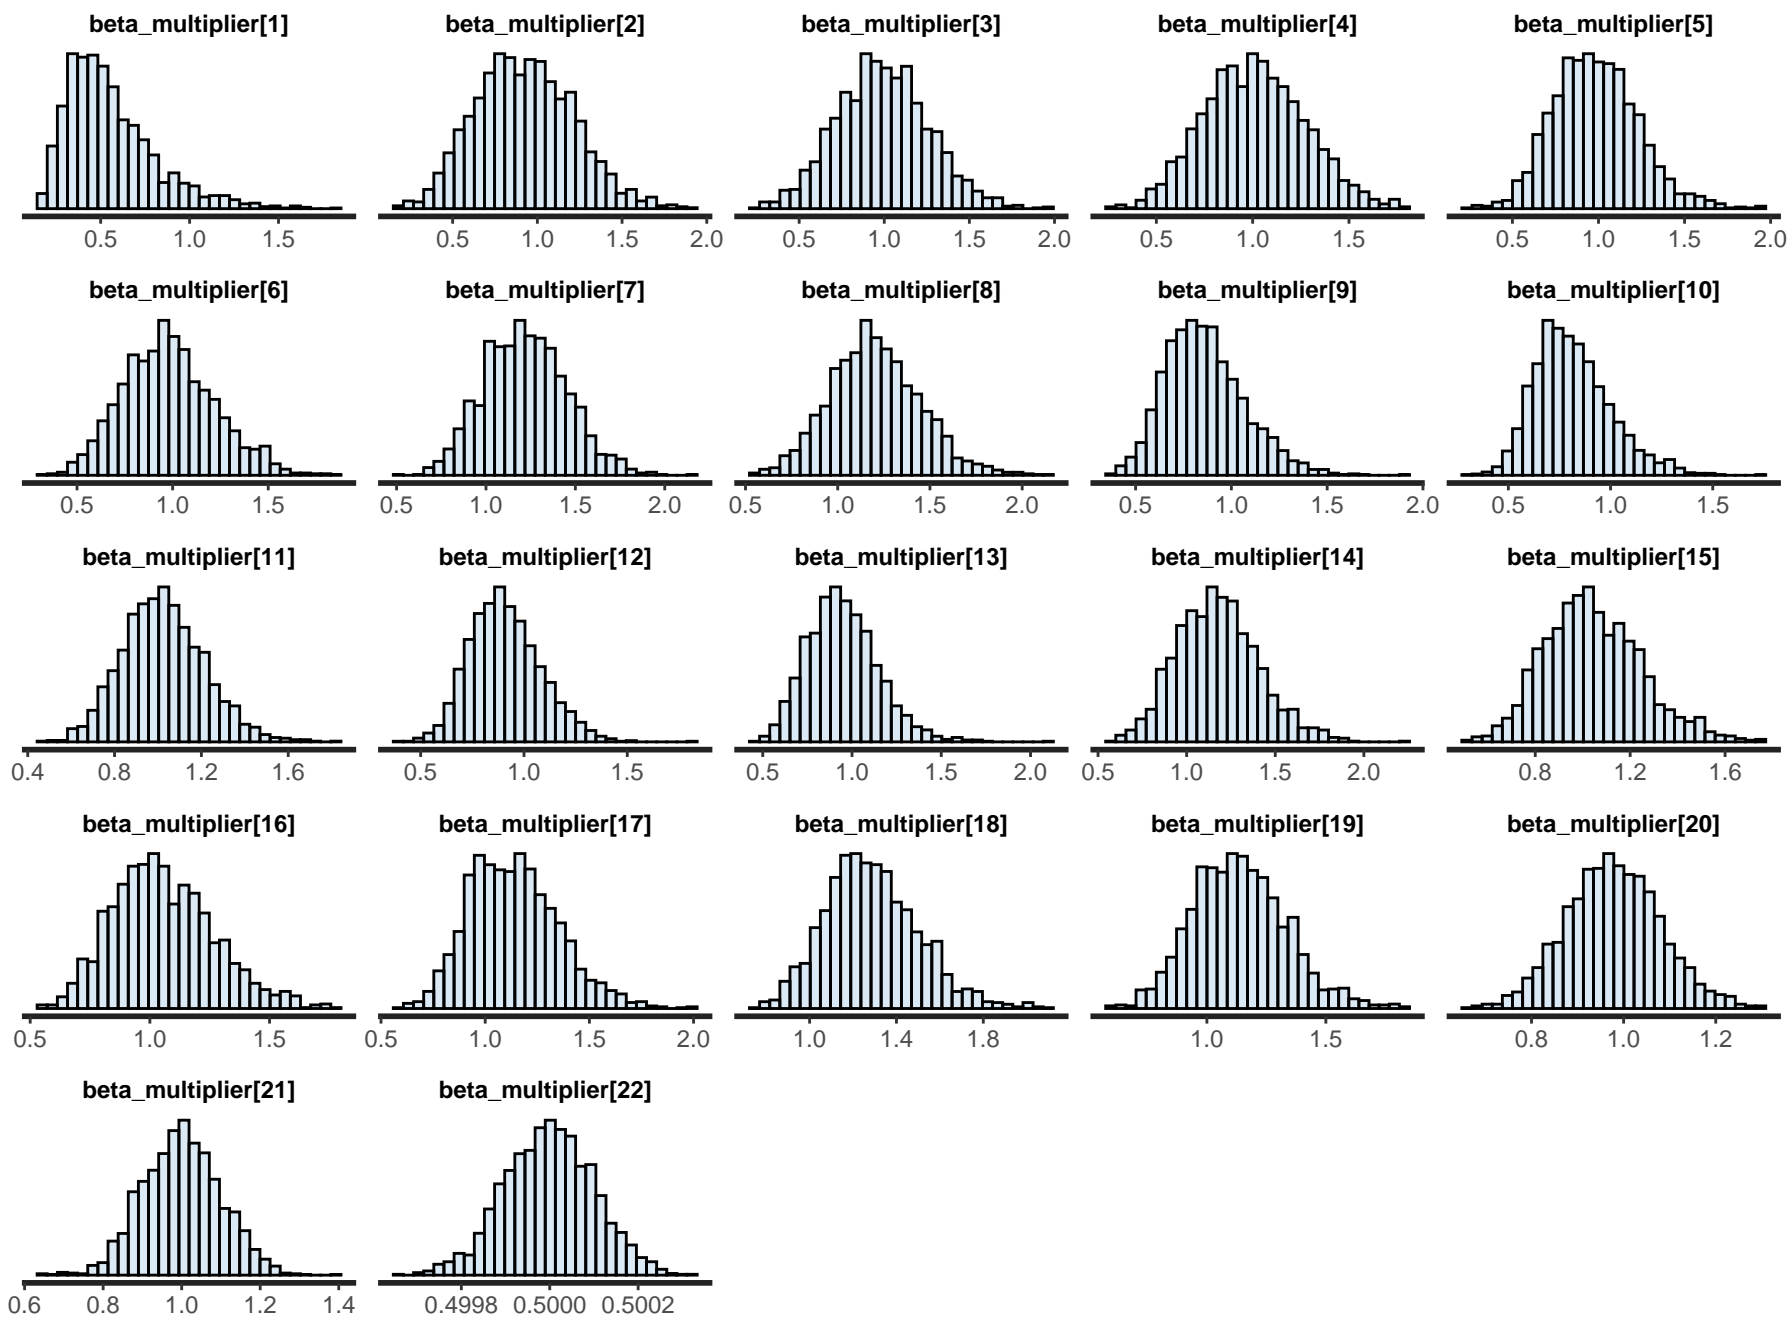 beta_multiplier[1] beta_multiplier[2] beta_multiplier[3] beta_multiplier[4] beta_multiplier[5]
0.5 1.0 1.5 0.5 1.0 1.5 2.0 0.5 1.0 1.5 2.0 0.5 1.0 1.5 0.5 1.0 1.5 2.0
beta_multiplier[6] beta_multiplier[7] beta_multiplier[8] beta_multiplier[9] beta_multiplier[10]
0.5 1.0 1.5 0.5 1.0 1.5 2.0 0.5 1.0 1.5 2.0 0.5 1.0 1.5 2.0 0.5 1.0 1.5
beta_multiplier[11] beta_multiplier[12] beta_multiplier[13] beta_multiplier[14] beta_multiplier[15]
0.4 0.8 1.2 1.6 0.5 1.0 1.5 0.5 1.0 1.5 2.0 0.5 1.0 1.5 2.0 0.8 1.2 1.6
beta_multiplier[16] beta_multiplier[17] beta_multiplier[18] beta_multiplier[19] beta_multiplier[20]
0.5 1.0 1.5 0.5 1.0 1.5 2.0 1.0 1.4 1.8 1.0 1.5 0.8 1.0 1.2
beta_multiplier[21] beta_multiplier[22]
0.6 0.8 1.0 1.2 1.4 0.4998 0.5000 0.5002